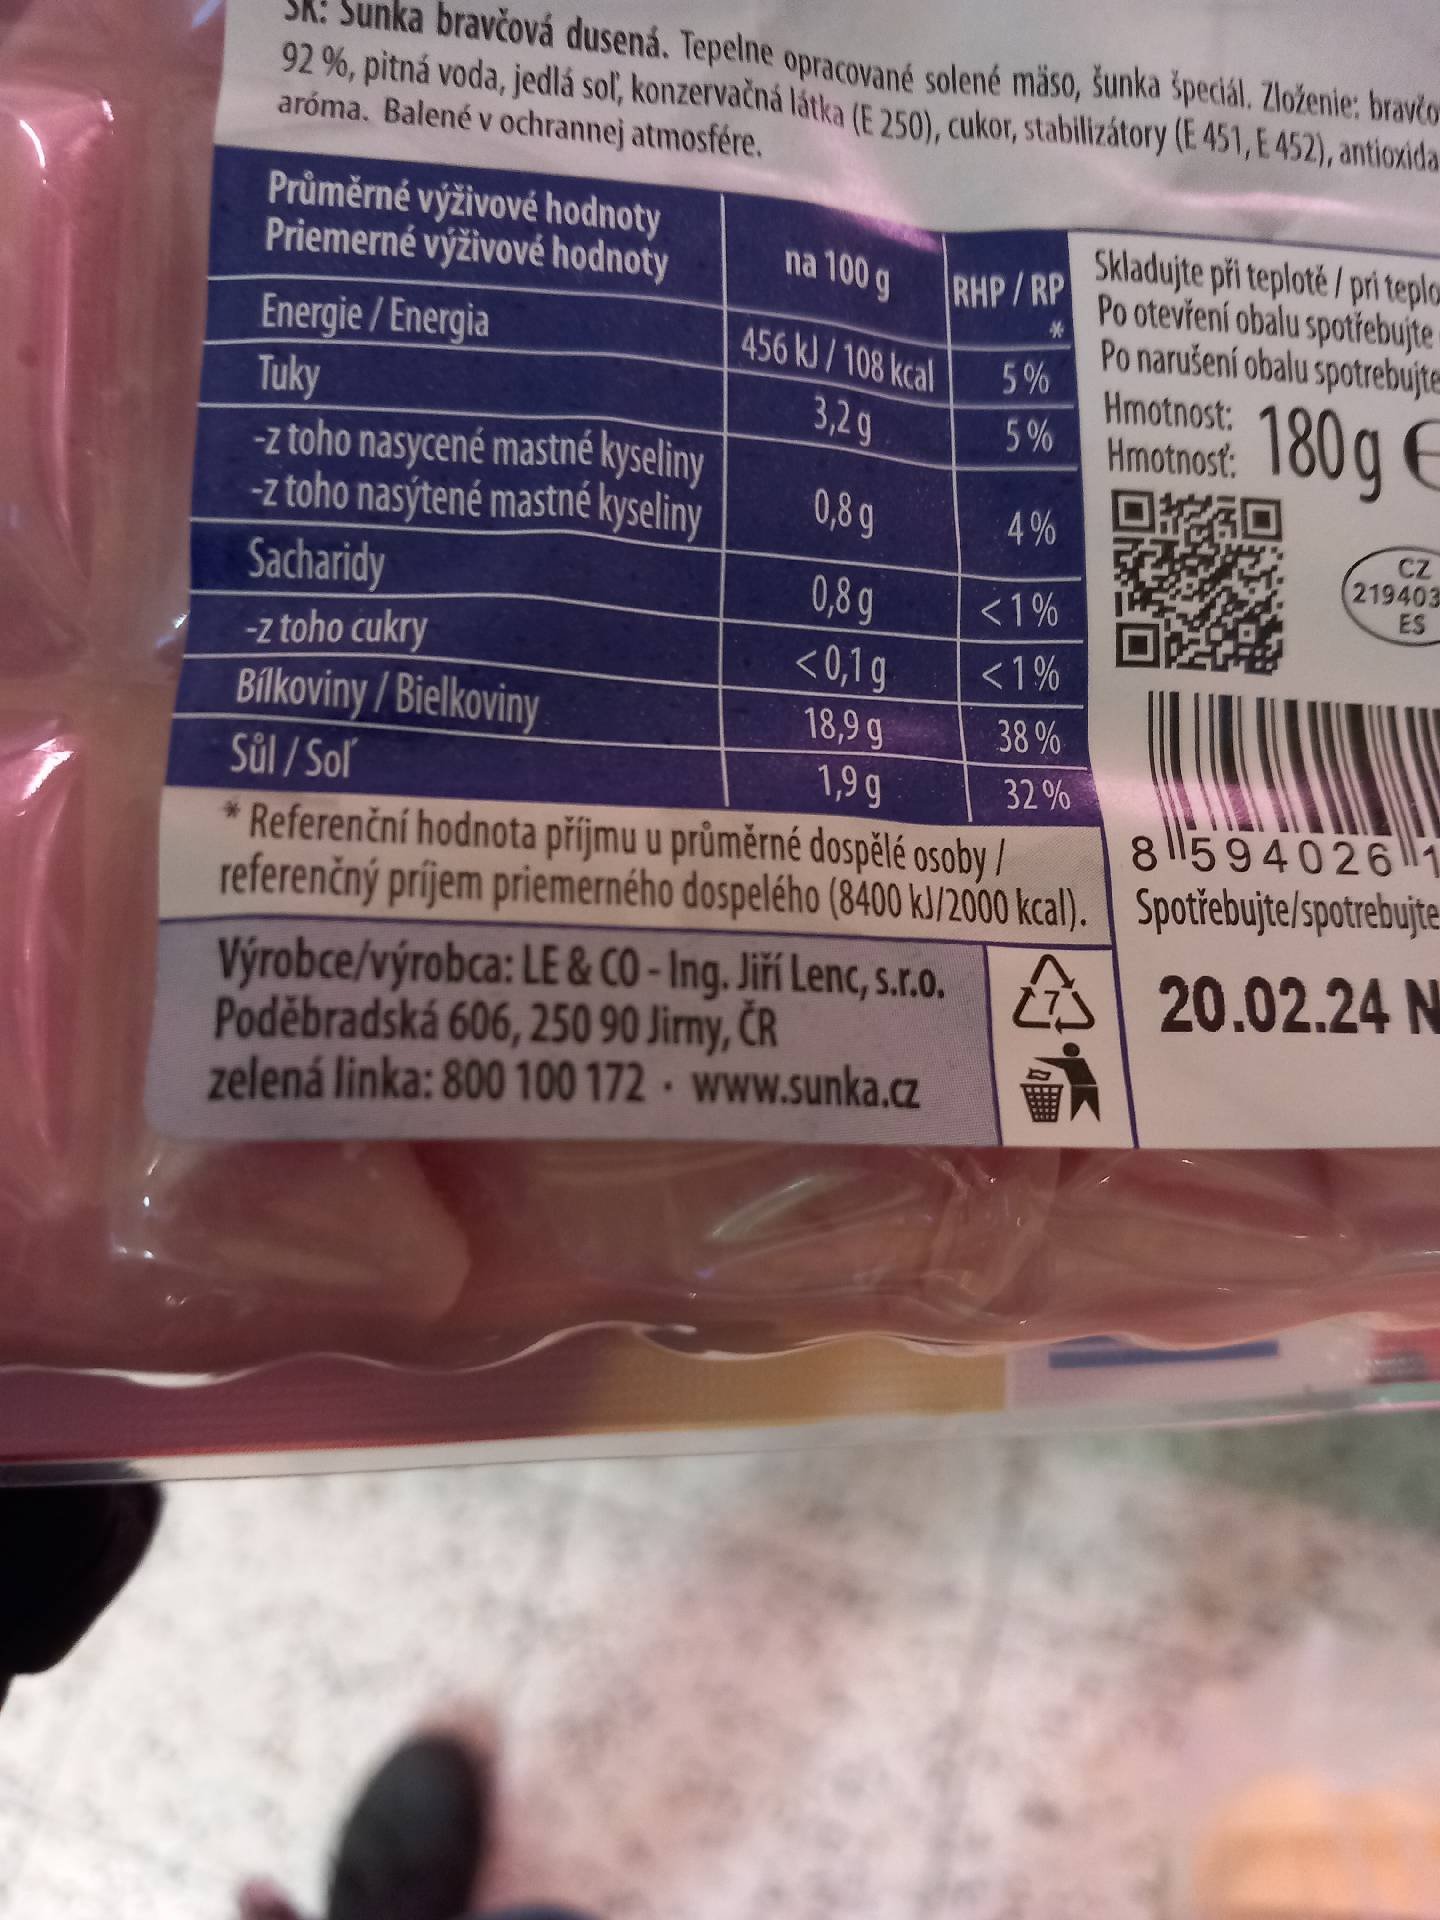 SK: Šunka bravčová dusená. Tepelne opracované solené mäso, šunka špeciál. Zloženie: bravčo
92 %, pitná voda, jedlá soľ, konzervačná látka (E 250), cukor, stabilizátory (E 451, E 452), antioxida
aróma. Balené v ochrannej atmosfére.
Průměrné výživové hodnoty
Priemerné výživové hodnoty
na 100 g
RHP / RP
*
Energie / Energia 456 kJ / 108 kcal 5 %
Tuky 3,2 g 5 %
-z toho nasycené mastné kyseliny
-z toho nasýtené mastné kyseliny
0,8 g 4 %
Sacharidy 0,8 g <1 %
-z toho cukry <0,1 g <1 %
Bílkoviny / Bielkoviny 18,9 g 38 %
Sůl / Soľ 1,9 g 32 %
* Referenční hodnota příjmu u průměrné dospělé osoby /
referenčný príjem priemerného dospelého (8400 kJ/2000 kcal).
Výrobce/výrobca: LE & CO - Ing. Jiří Lenc, s.r.o.
Poděbradská 606, 250 90 Jirny, ČR
zelená linka: 800 100 172 · www.sunka.cz
7
Skladujte při teplotě / pri teplo
Po otevření obalu spotřebujte
Po narušení obalu spotrebujte
Hmotnost:
Hmotnosť:
180 g e
CZ
219403
ES
8 594026 1
Spotřebujte/spotrebujte
20.02.24 N